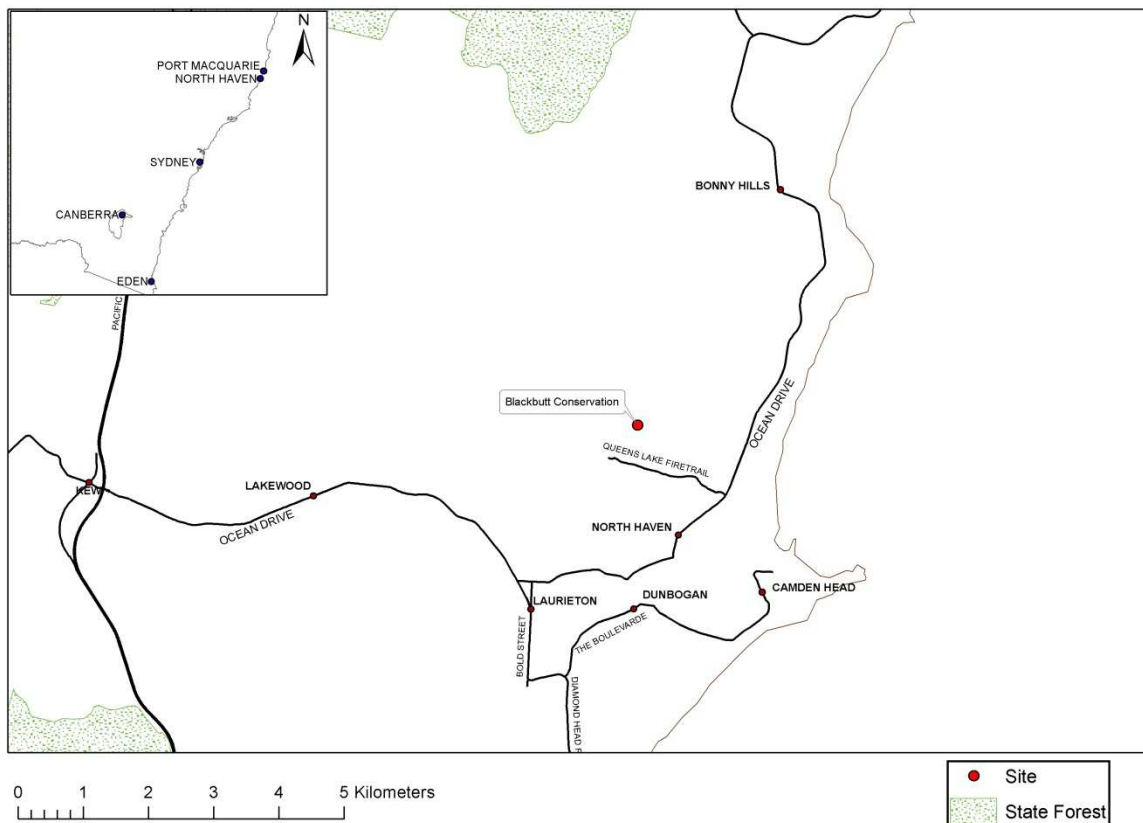 N
PORT MACQUARIE
NORTH HAVEN
SYDNEY
CANBERRA
EDEN
PACIFIC
BONNY HILLS
OCEAN DRIVE
Blackbutt Conservation
QUEENS LAKE FIRETRAIL
KEW
LAKEWOOD
OCEAN DRIVE
NORTH HAVEN
LAURIETON
DUNBOGAN
CAMDEN HEAD
BOLD STREET
THE BOULEVARDE
DIAMOND HEAD
0 1 2 3 4 5 Kilometers
Site
State Forest